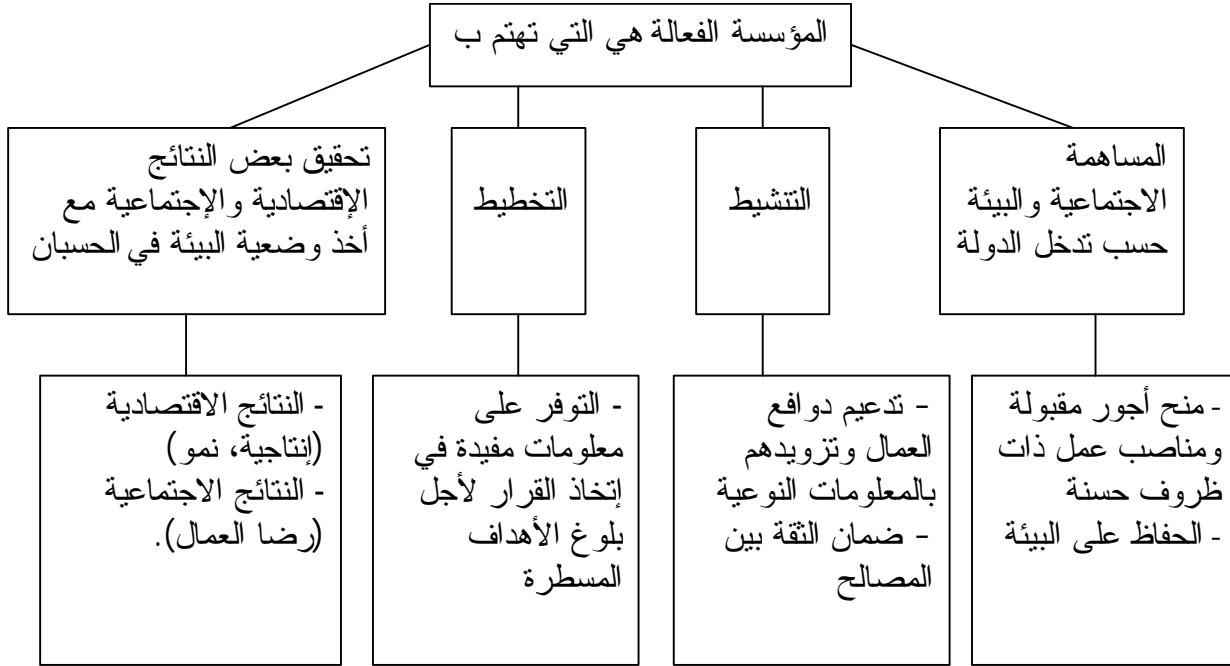 المؤسسة الفعالة هي التي تهتم ب
المساهمة
الاجتماعية والبيئة
حسب تدخل الدولة
التنشيط
التخطيط
تحقيق بعض النتائج
الإقتصادية والإجتماعية مع
أخذ وضعية البيئة في الحسبان
- منح أجور مقبولة
ومناصب عمل ذات
ظروف حسنة
- الحفاظ على البيئة
- تدعيم دوافع
العمال وتزويدهم
بالمعلومات النوعية
- ضمان الثقة بين
المصالح
- التوفر على
معلومات مفيدة في
إتخاذ القرار لأجل
بلوغ الأهداف
المسطرة
- النتائج الاقتصادية
(إنتاجية، نمو)
- النتائج الاجتماعية
(رضا العمال).